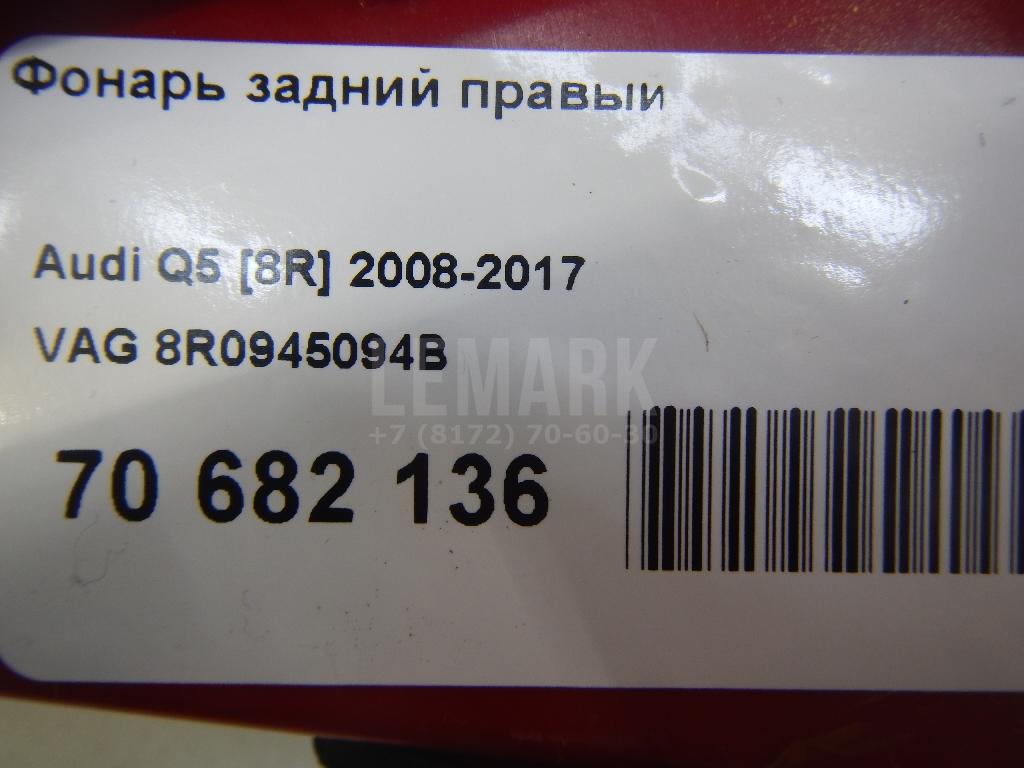 Фонарь задний правый
Audi Q5 [8R] 2008-2017
VAG 8R0945094B
LEMARK
+7 (8172) 70-60-30
70 682 136